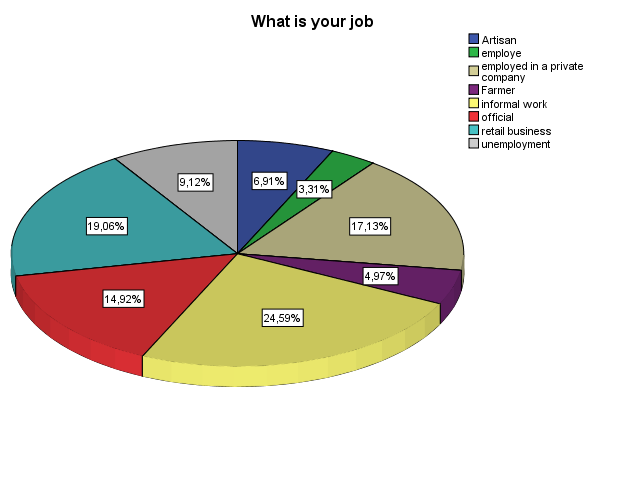 What is your job
Artisan
employe
employed in a private
company
Farmer
informal work
official
retail business
unemployment
9,12%
6,91%
3,31%
19,06%
17,13%
4,97%
14,92%
24,59%